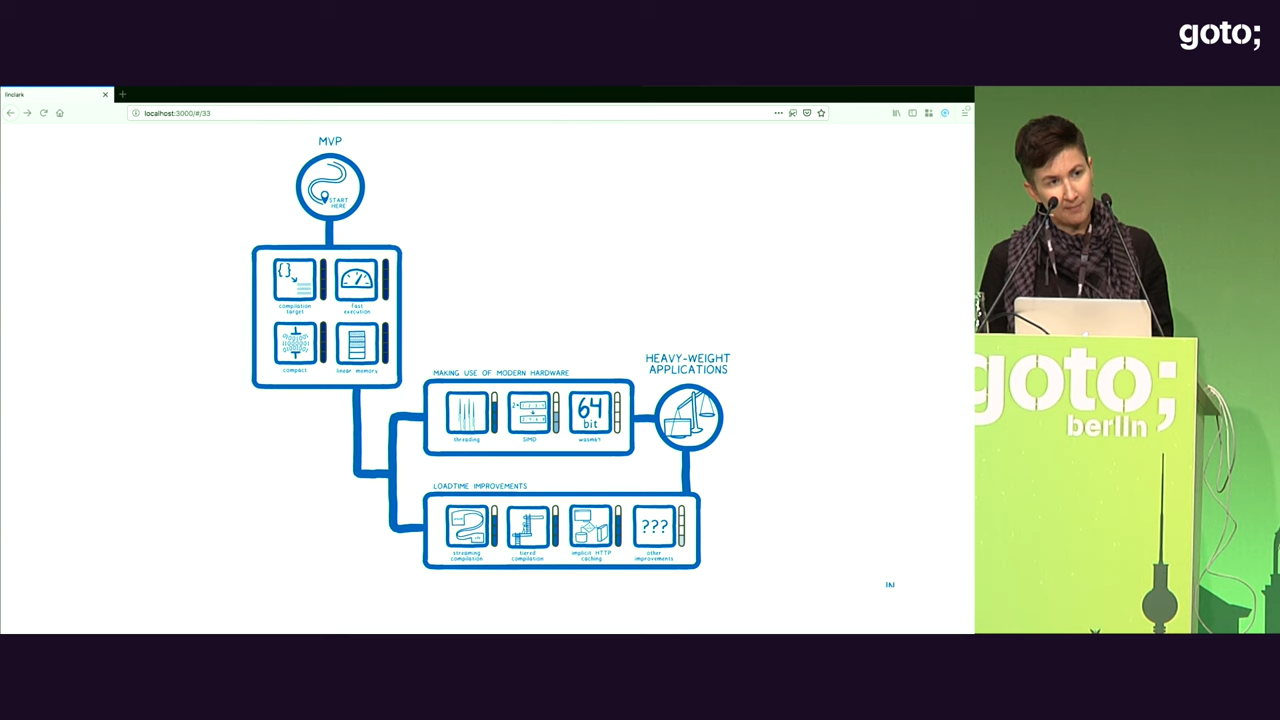 goto;
linclark
localhost:3000/#/33
MVP
START
HERE
{}
compilation
target
fast
execution
compact
linear memory
HEAVY-WEIGHT
APPLICATIONS
MAKING USE OF MODERN HARDWARE
64
bit
threading
SIMD
wasm64
LOADTIME IMPROVEMENTS
???
streaming
compilation
tiered
compilation
implicit HTTP
caching
other
improvements
IN
goto;
berlin